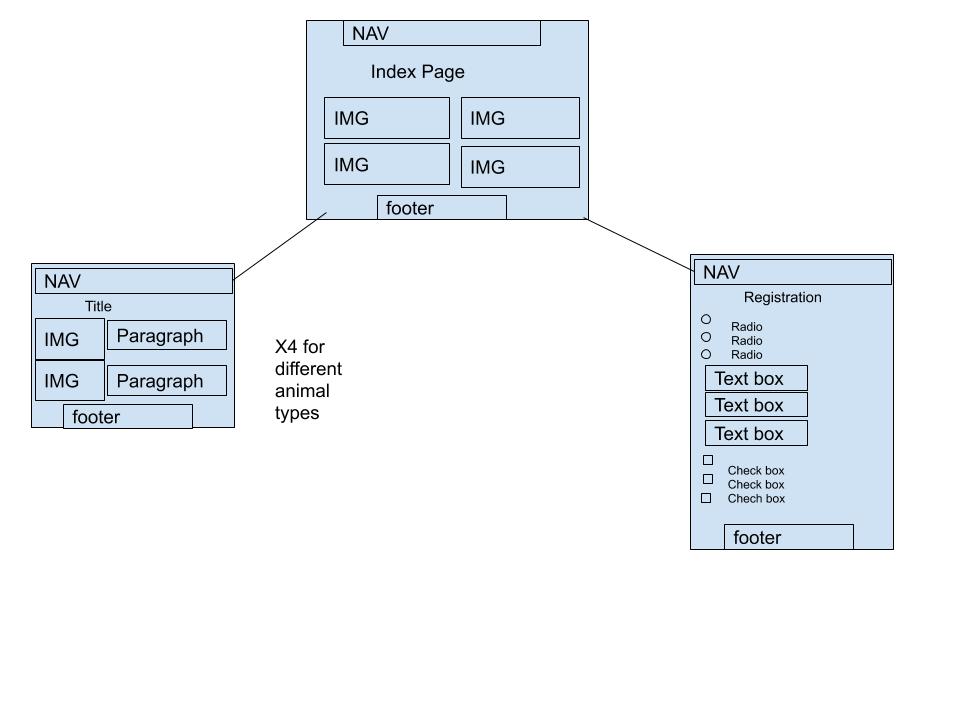 NAV
Index Page
IMG
IMG
IMG
IMG
footer
NAV
Title
IMG
Paragraph
IMG
Paragraph
footer
X4 for
different
animal
types
NAV
Registration
Radio
Radio
Radio
Text box
Text box
Text box
Check box
Check box
Chech box
footer